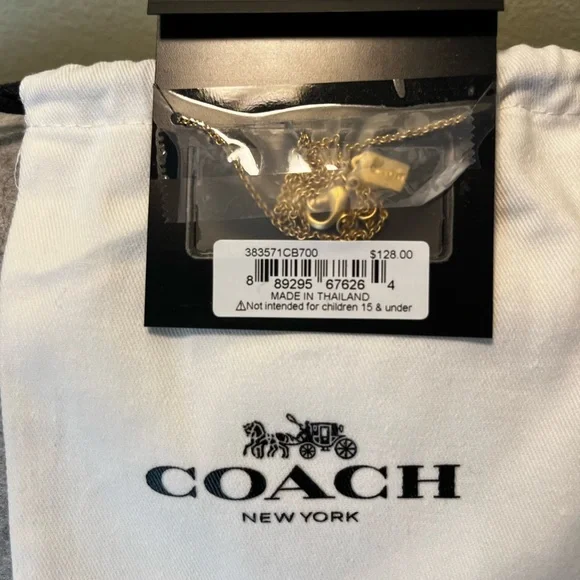 383571CB700 $128.00
8 89295 67626 4
MADE IN THAILAND
⚠Not intended for children 15 & under
COACH
NEW YORK